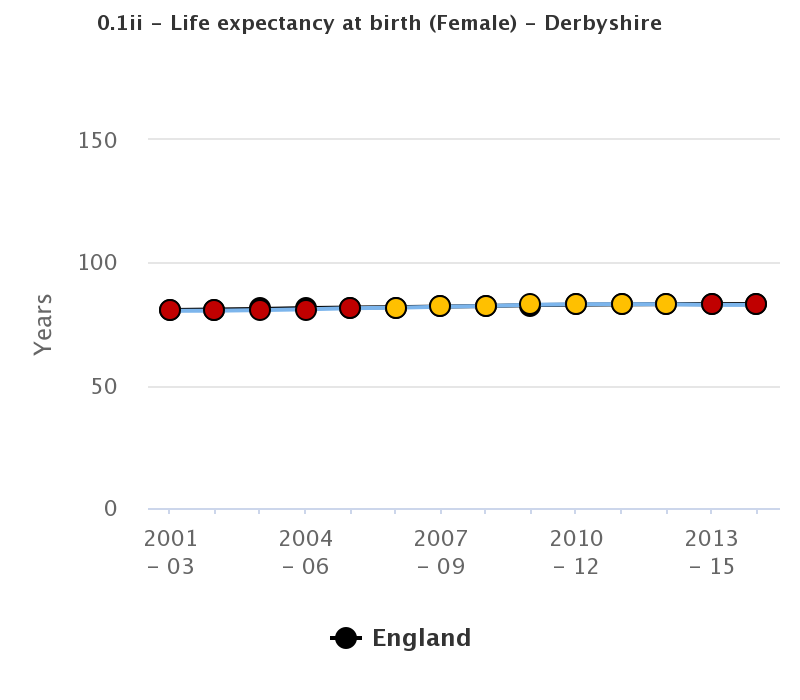 0.1ii – Life expectancy at birth (Female) – Derbyshire
150
100
50
0
Years
2001 – 03
2004 – 06
2007 – 09
2010 – 12
2013 – 15
England